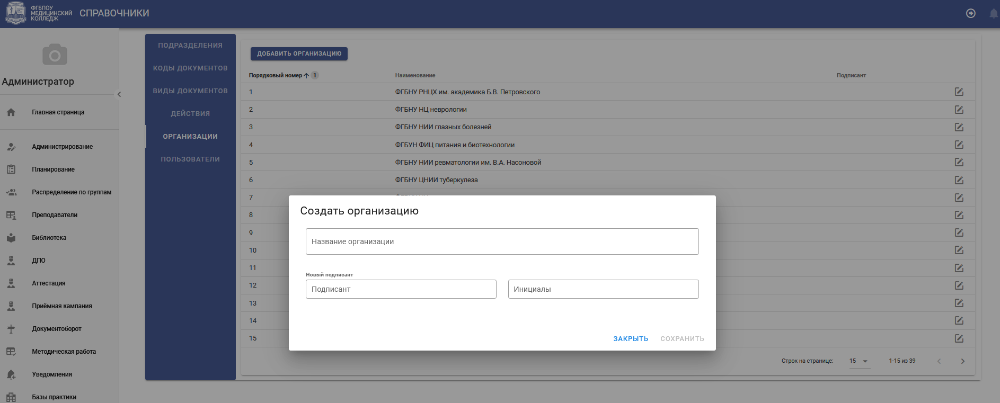 ФГБПОУ
МЕДИЦИНСКИЙ
КОЛЛЕДЖ
СПРАВОЧНИКИ
Администратор
Главная страница
Администрирование
Планирование
Распределение по группам
Преподаватели
Библиотека
ДПО
Аттестация
Приёмная кампания
Документооборот
Методическая работа
Уведомления
Базы практики
ПОДРАЗДЕЛЕНИЯ
КОДЫ ДОКУМЕНТОВ
ВИДЫ ДОКУМЕНТОВ
ДЕЙСТВИЯ
ОРГАНИЗАЦИИ
ПОЛЬЗОВАТЕЛИ
ДОБАВИТЬ ОРГАНИЗАЦИЮ
Порядковый номер 1 Наименование Подписант
1 ФГБНУ РНЦХ им. академика Б.В. Петровского
2 ФГБНУ НЦ неврологии
3 ФГБНУ НИИ глазных болезней
4 ФГБУН ФИЦ питания и биотехнологии
5 ФГБНУ НИИ ревматологии им. В.А. Насоновой
6 ФГБНУ ЦНИИ туберкулеза
7
8
9
10
11
12
13
14
15
Создать организацию
Название организации
Новый подписант
Подписант Инициалы
ЗАКРЫТЬ СОХРАНИТЬ
Строк на странице: 15 1-15 из 39